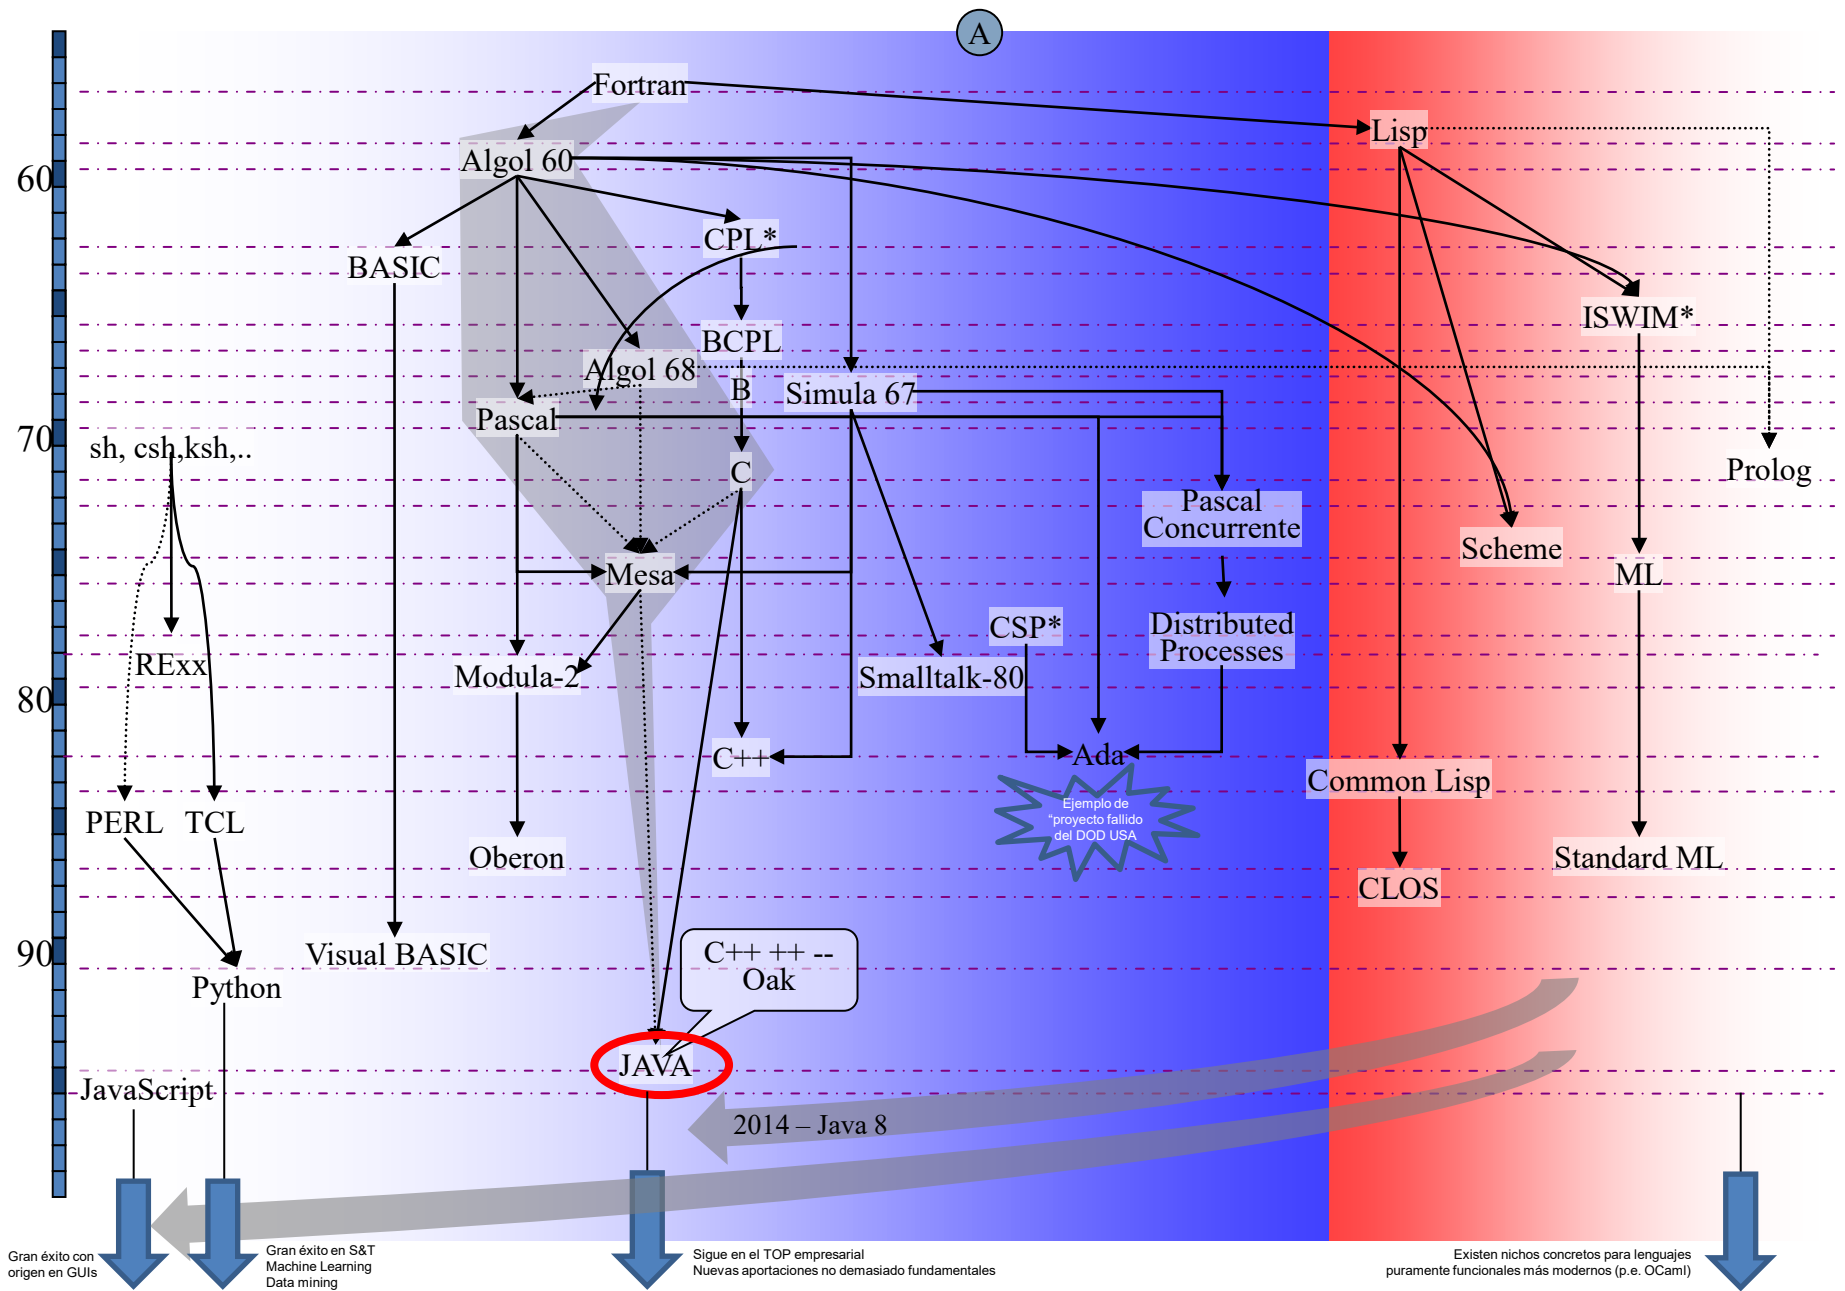 A
Fortran
Lisp
Algol 60
60
CPL*
BASIC
ISWIM*
BCPL
Algol 68
B
Simula 67
Pascal
70
sh, csh,ksh,..
C
Prolog
Pascal
Concurrente
Scheme
Mesa
ML
CSP*
Distributed
Processes
RExx
Modula-2
Smalltalk-80
80
C++
Ada
Common Lisp
Ejemplo de
“proyecto fallido
del DOD USA
PERL
TCL
Oberon
Standard ML
CLOS
90
Visual BASIC
C++ ++ --
Oak
Python
JAVA
JavaScript
2014 – Java 8
Gran éxito con
origen en GUIs
Gran éxito en S&T
Machine Learning
Data mining
Sigue en el TOP empresarial
Nuevas aportaciones no demasiado fundamentales
Existen nichos concretos para lenguajes
puramente funcionales más modernos (p.e. OCaml)